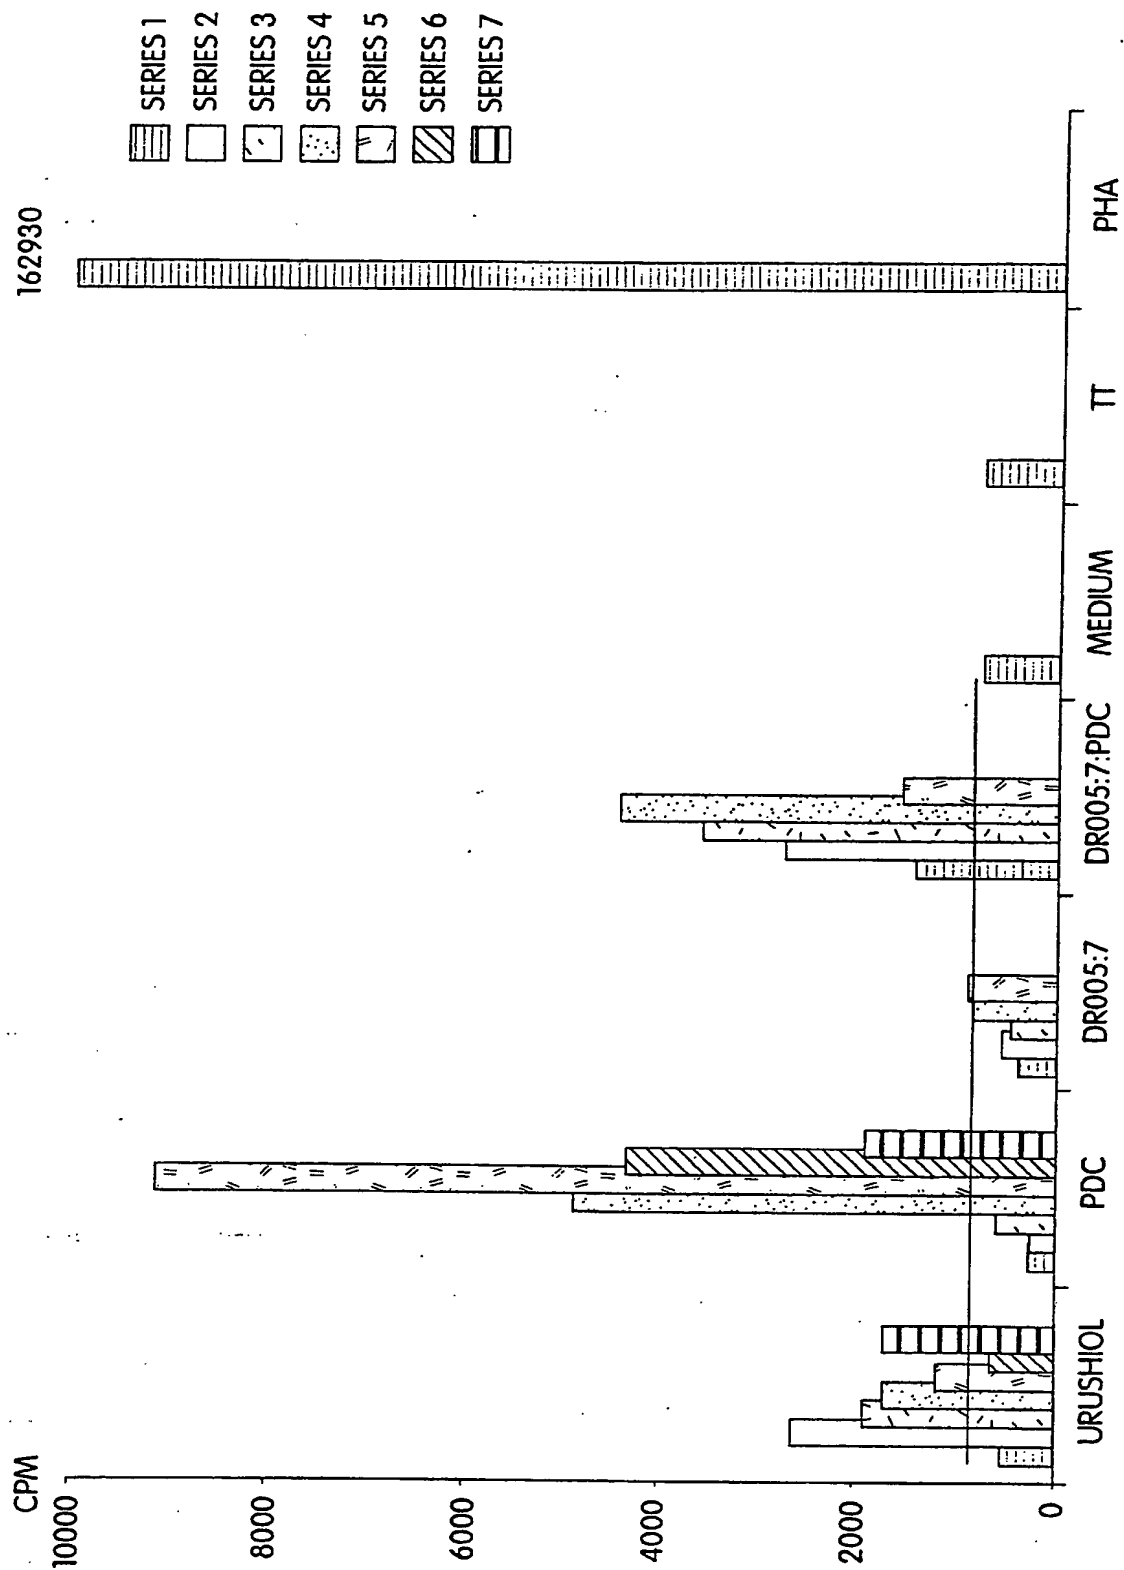 CPM
162930
10000
8000
6000
4000
2000
0
URUSHIOL
PDC
DR005:7
DR005:7:PDC
MEDIUM
TT
PHA
SERIES 1
SERIES 2
SERIES 3
SERIES 4
SERIES 5
SERIES 6
SERIES 7